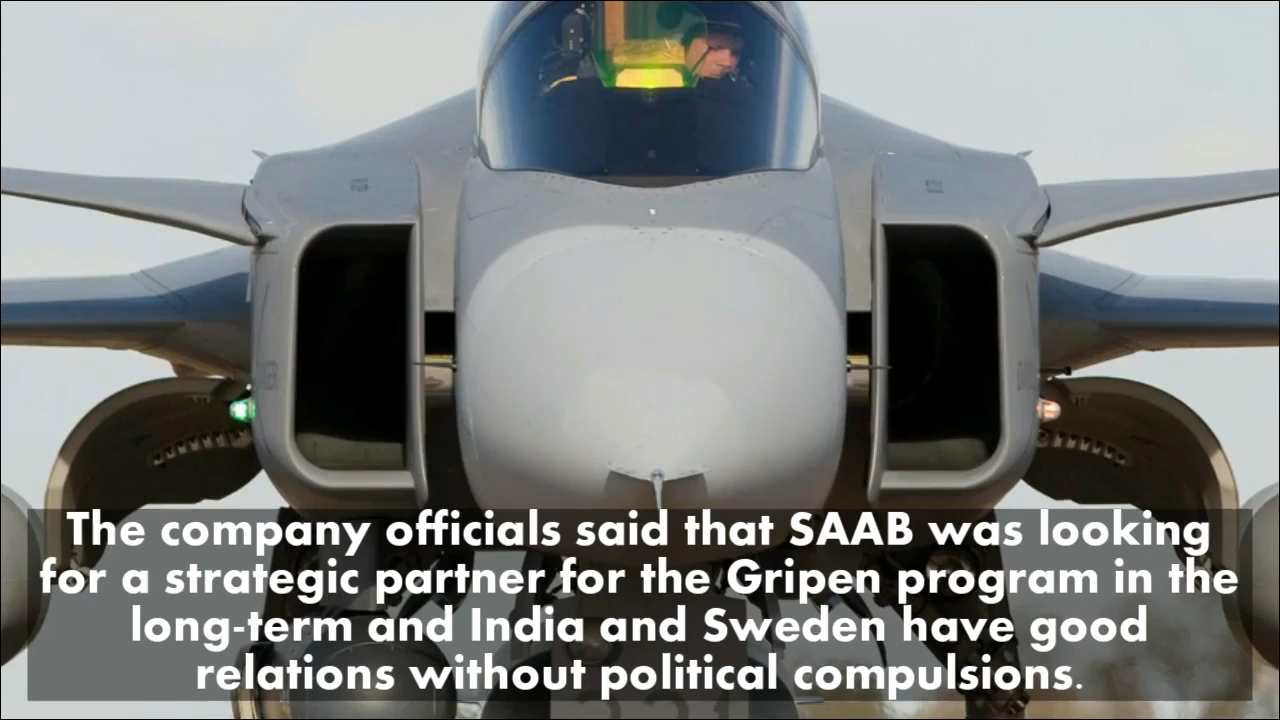 The company officials said that SAAB was looking
for a strategic partner for the Gripen program in the
long-term and India and Sweden have good
relations without political compulsions.